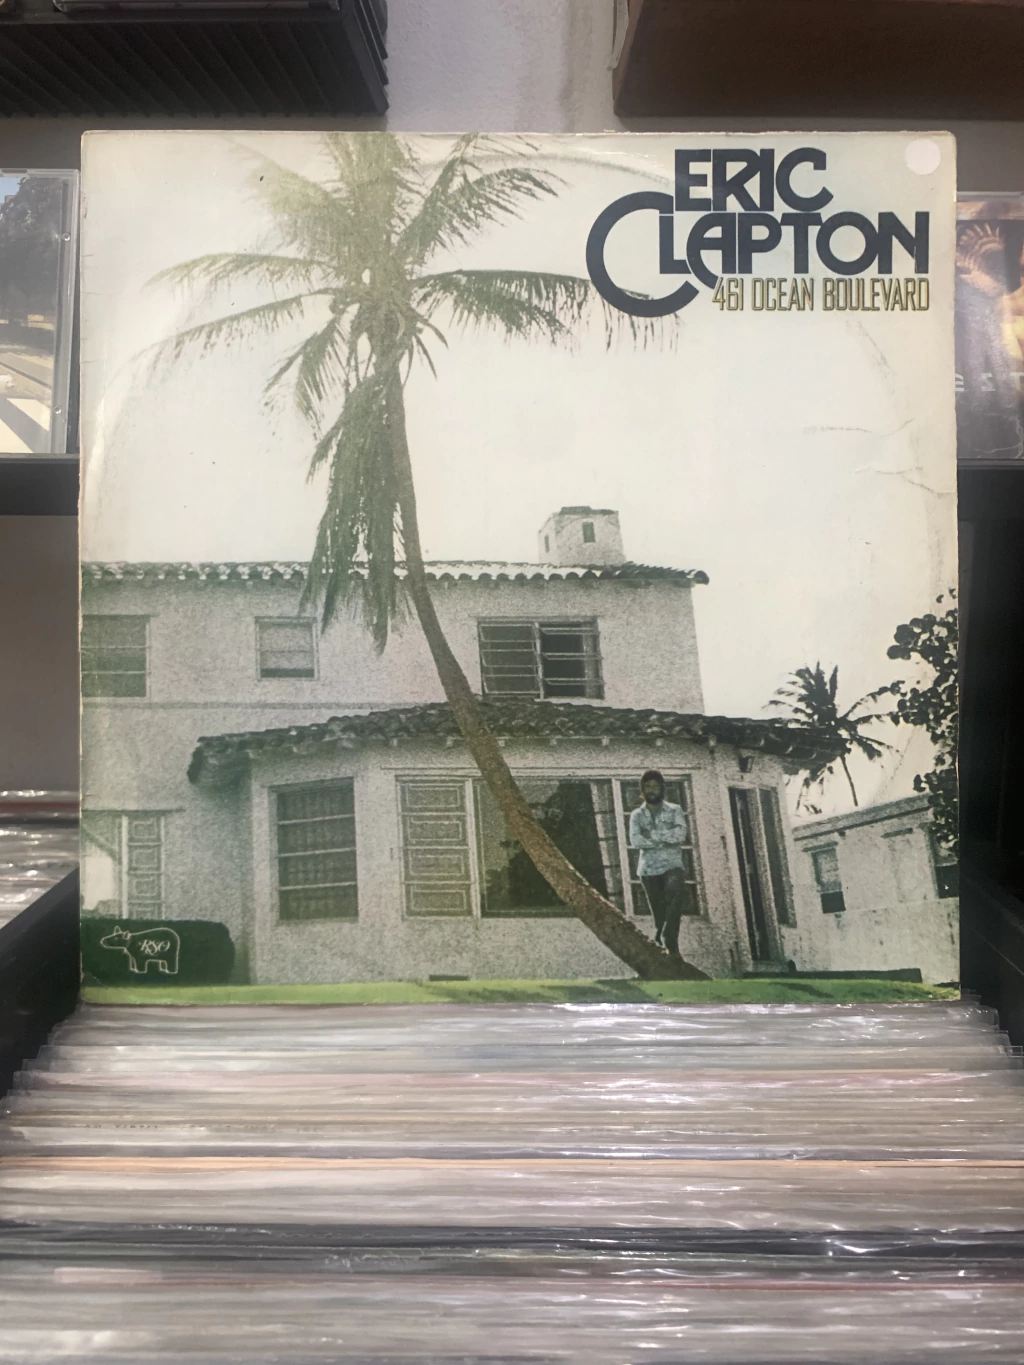 ERIC
CLAPTON
461 OCEAN BOULEVARD
RSO